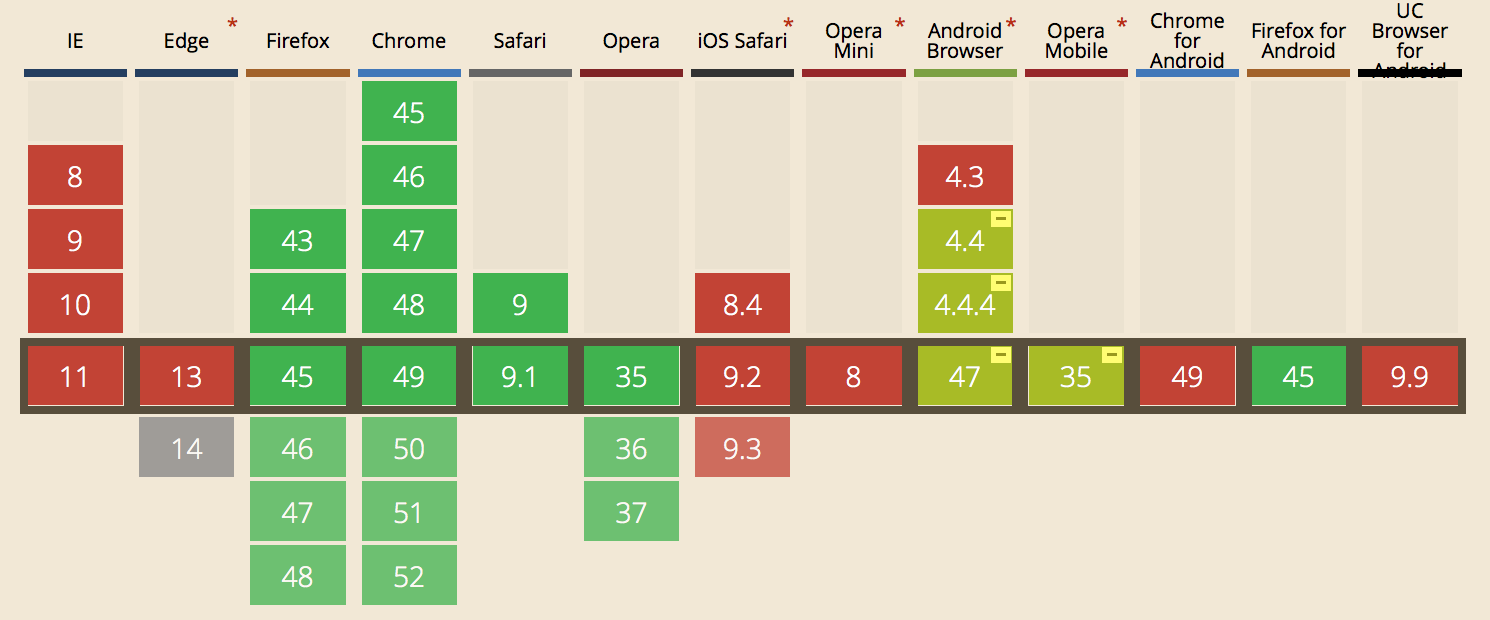 IE Edge * Firefox Chrome Safari Opera iOS Safari * Opera Mini * Android Browser * Opera Mobile * Chrome for Android Firefox for Android UC Browser for Android
45
8 46 4.3
9 43 47 4.4 -
10 44 48 9 8.4 4.4.4 -
11 13 45 49 9.1 35 9.2 8 47 - 35 - 49 45 9.9
14 46 50 36 9.3
47 51 37
48 52